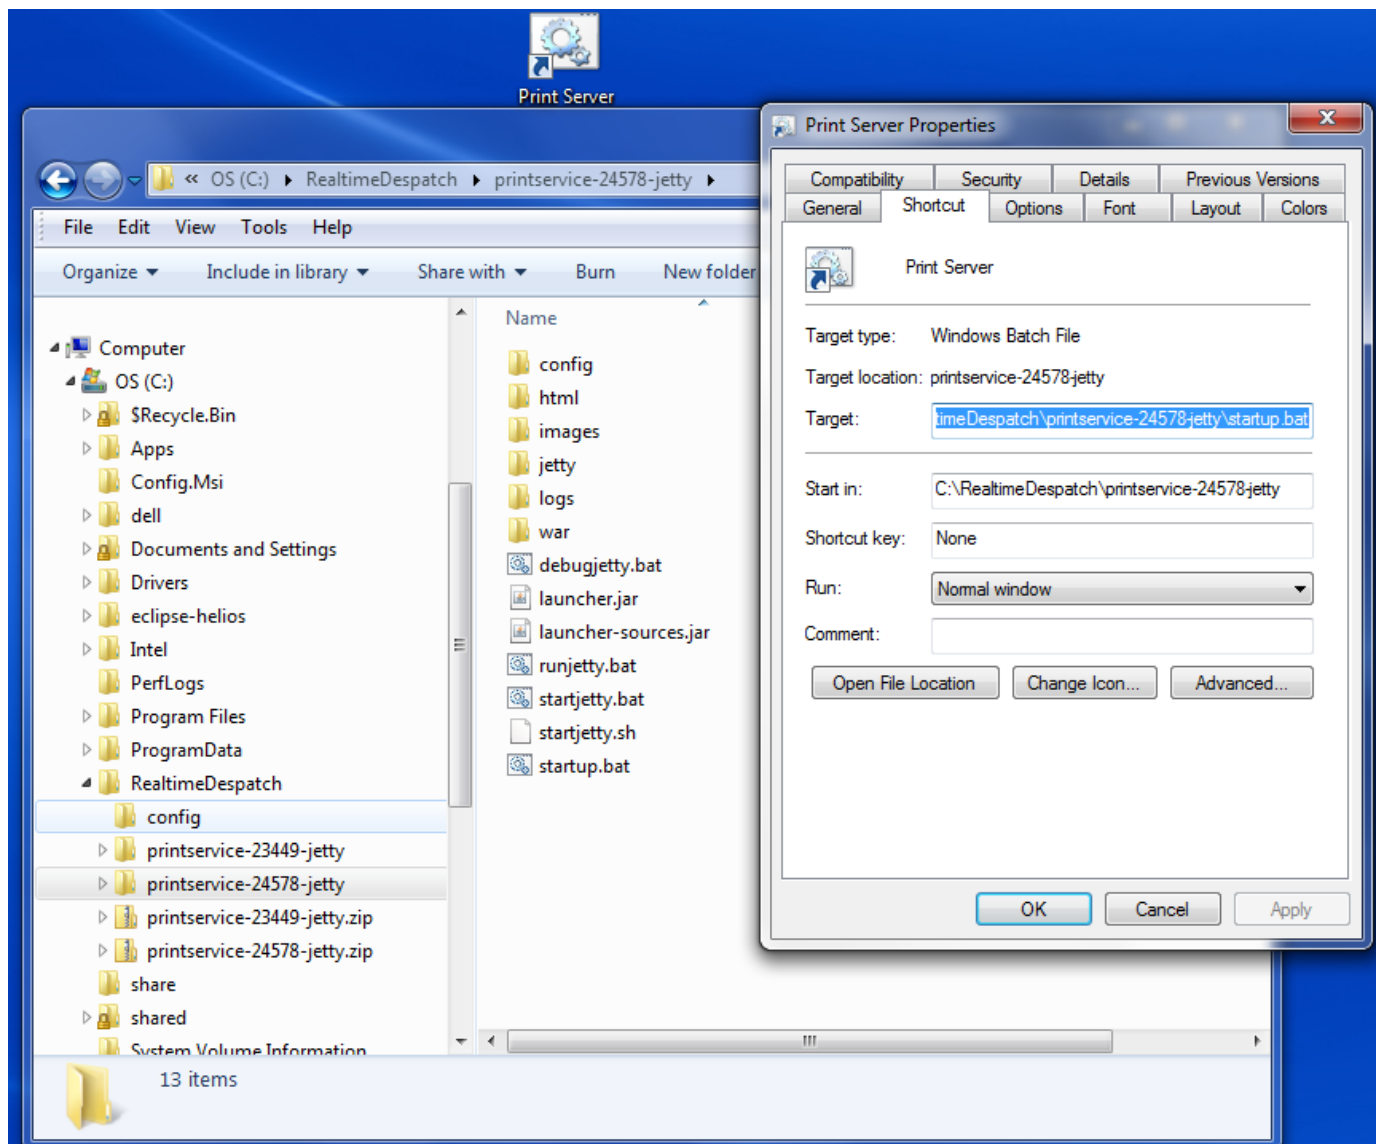 Print Server
« OS (C:) RealtimeDespatch printservice-24578-jetty
File Edit View Tools Help
Organize Include in library Share with Burn New folder
Computer
OS (C:)
$Recycle.Bin
Apps
Config.Msi
dell
Documents and Settings
Drivers
eclipse-helios
Intel
PerfLogs
Program Files
ProgramData
RealtimeDespatch
config
printservice-23449-jetty
printservice-24578-jetty
printservice-23449-jetty.zip
printservice-24578-jetty.zip
share
shared
System Volume Information
Name
config
html
images
jetty
logs
war
debugjetty.bat
launcher.jar
launcher-sources.jar
runjetty.bat
startjetty.bat
startjetty.sh
startup.bat
13 items
Print Server Properties
Compatibility Security Details Previous Versions
General Shortcut Options Font Layout Colors
Print Server
Target type: Windows Batch File
Target location: printservice-24578-jetty
Target: timeDespatch\printservice-24578-jetty\startup.bat
Start in: C:\RealtimeDespatch\printservice-24578-jetty
Shortcut key: None
Run: Normal window
Comment:
Open File Location Change Icon... Advanced...
OK Cancel Apply